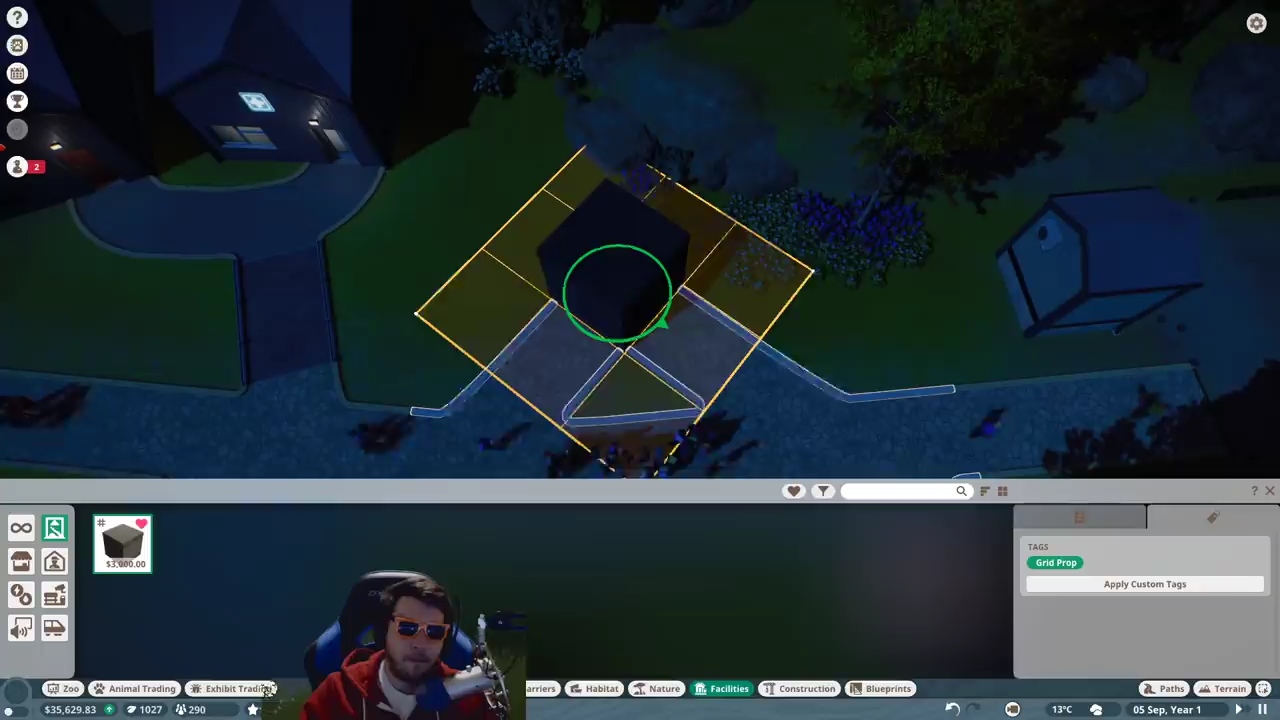 ?
2
? ×
#
$3,000.00
TAGS
Grid Prop
Apply Custom Tags
Zoo
Animal Trading
Exhibit Trading
arriers
Habitat
Nature
Facilities
Construction
Blueprints
Paths
Terrain
$35,629.83
1027
290
13°C
05 Sep, Year 1